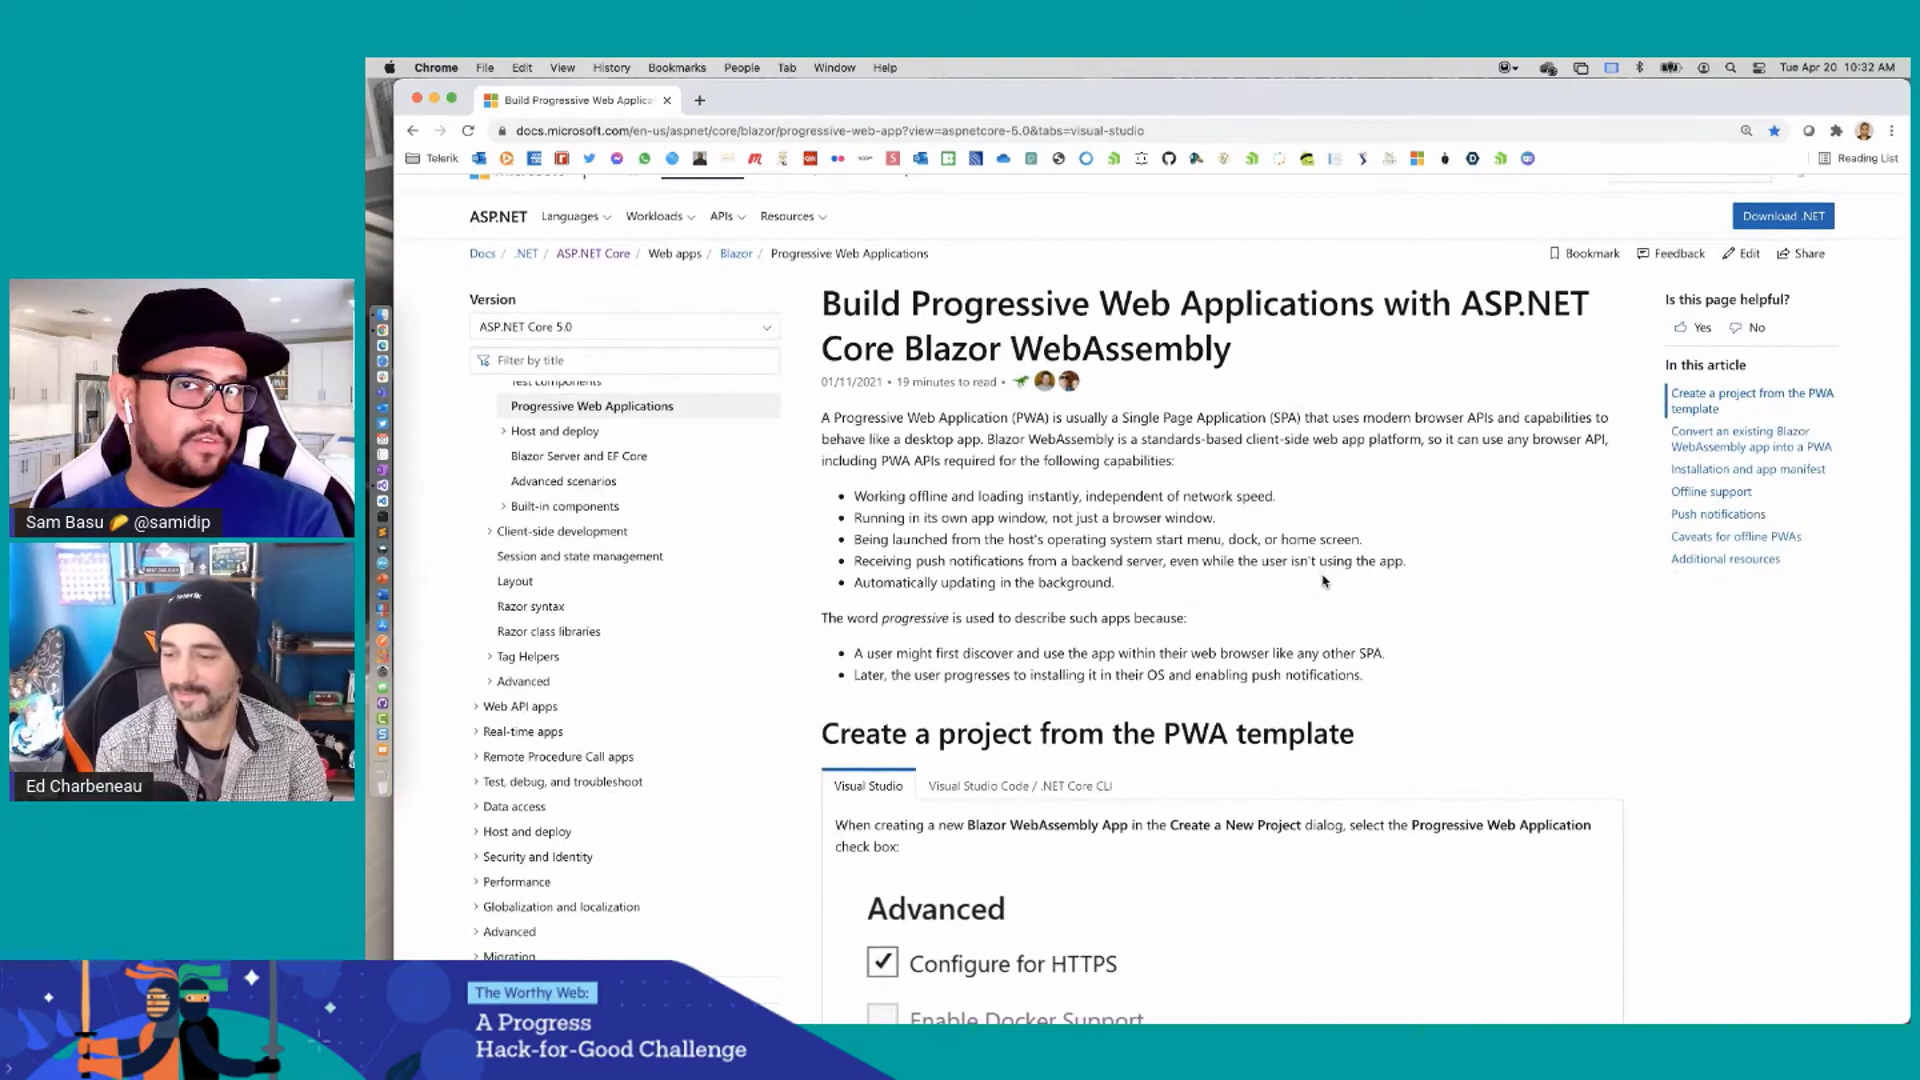 Chrome File Edit View History Bookmarks People Tab Window Help
Tue Apr 20 10:32 AM
Build Progressive Web Applica
docs.microsoft.com/en-us/aspnet/core/blazor/progressive-web-app?view=aspnetcore-5.0&tabs=visual-studio
Telerik
Reading List
ASP.NET Languages Workloads APIs Resources
Download .NET
Docs / .NET / ASP.NET Core / Web apps / Blazor / Progressive Web Applications
Bookmark Feedback Edit Share
Version
ASP.NET Core 5.0
Filter by title
Test components
Progressive Web Applications
Host and deploy
Blazor Server and EF Core
Advanced scenarios
Built-in components
Client-side development
Session and state management
Layout
Razor syntax
Razor class libraries
Tag Helpers
Advanced
Web API apps
Real-time apps
Remote Procedure Call apps
Test, debug, and troubleshoot
Data access
Host and deploy
Security and Identity
Performance
Globalization and localization
Advanced
Migration
Build Progressive Web Applications with ASP.NET
Core Blazor WebAssembly
01/11/2021 • 19 minutes to read •
A Progressive Web Application (PWA) is usually a Single Page Application (SPA) that uses modern browser APIs and capabilities to
behave like a desktop app. Blazor WebAssembly is a standards-based client-side web app platform, so it can use any browser API,
including PWA APIs required for the following capabilities:
• Working offline and loading instantly, independent of network speed.
• Running in its own app window, not just a browser window.
• Being launched from the host's operating system start menu, dock, or home screen.
• Receiving push notifications from a backend server, even while the user isn't using the app.
• Automatically updating in the background.
The word progressive is used to describe such apps because:
• A user might first discover and use the app within their web browser like any other SPA.
• Later, the user progresses to installing it in their OS and enabling push notifications.
Create a project from the PWA template
Visual Studio Visual Studio Code / .NET Core CLI
When creating a new Blazor WebAssembly App in the Create a New Project dialog, select the Progressive Web Application
check box:
Advanced
Configure for HTTPS
Enable Docker Support
Is this page helpful?
Yes No
In this article
Create a project from the PWA
template
Convert an existing Blazor
WebAssembly app into a PWA
Installation and app manifest
Offline support
Push notifications
Caveats for offline PWAs
Additional resources
Sam Basu 🌮 @samidip
Ed Charbeneau
The Worthy Web:
A Progress
Hack-for-Good Challenge